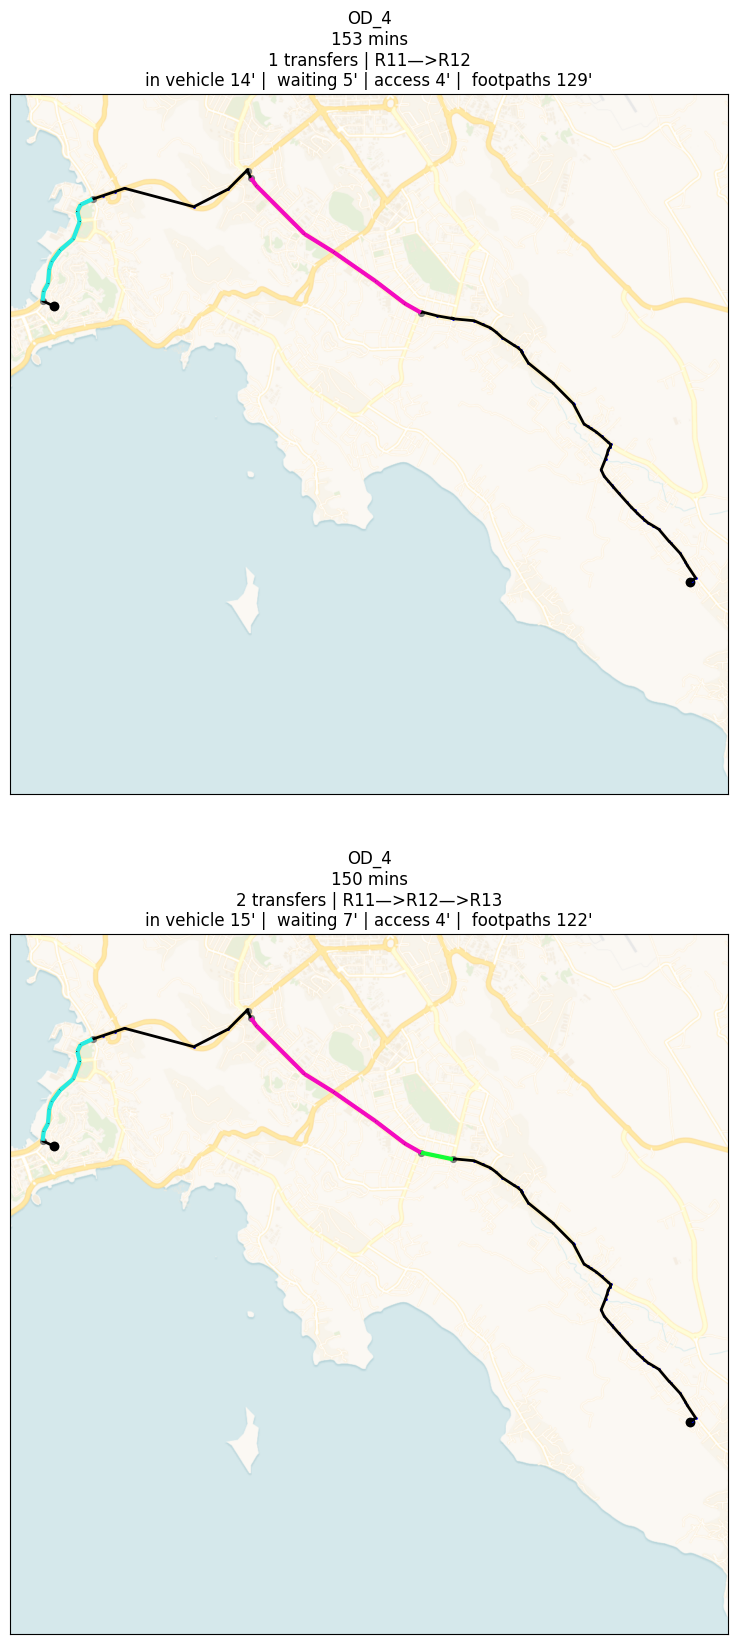 OD_4
153 mins
1 transfers | R11—>R12
in vehicle 14' |  waiting 5' | access 4' |  footpaths 129'
OD_4
150 mins
2 transfers | R11—>R12—>R13
in vehicle 15' |  waiting 7' | access 4' |  footpaths 122'